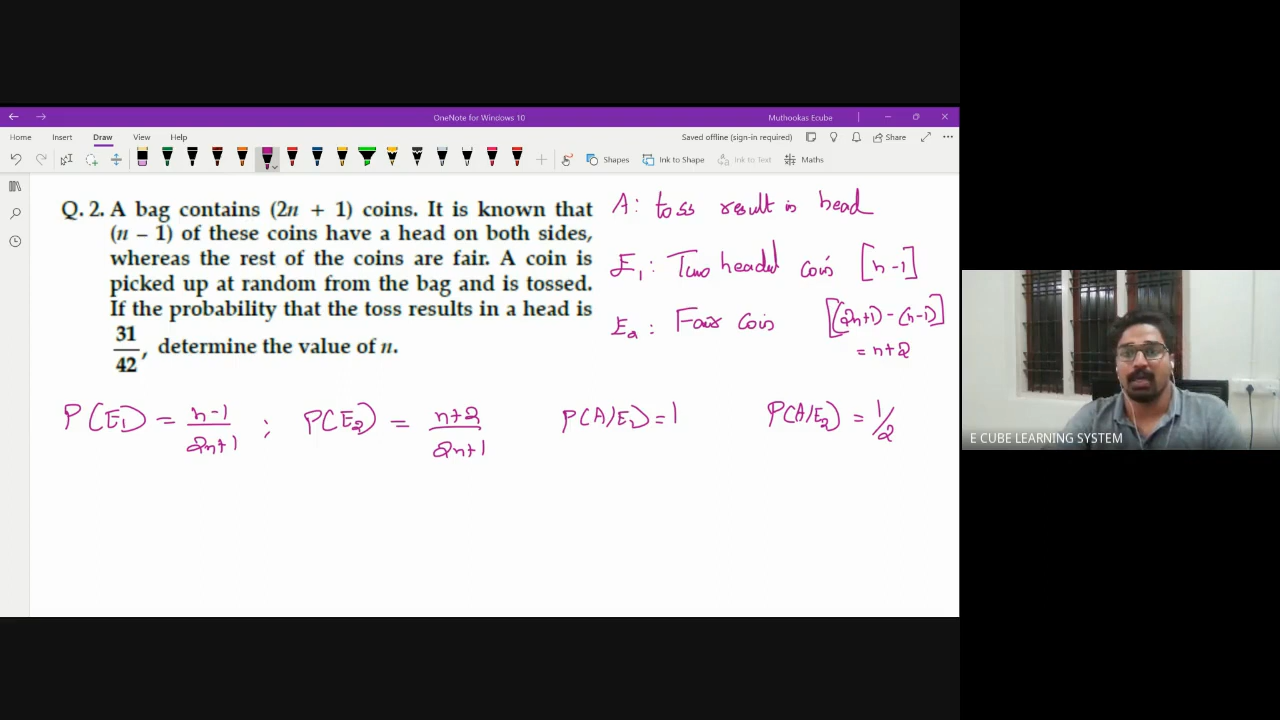 OneNote for Windows 10
Muthookas Ecube
Home Insert Draw View Help
Saved offline (sign-in required)
Share
Shapes
Ink to Shape
Ink to Text
Maths
Q. 2. A bag contains (2n + 1) coins. It is known that
(n – 1) of these coins have a head on both sides,
whereas the rest of the coins are fair. A coin is
picked up at random from the bag and is tossed.
If the probability that the toss results in a head is
31/42, determine the value of n.
A: toss result is head
E₁: Two headed coin [n-1]
E₂: Fair coin [(2n+1) - (n-1)]
= n+2
P(E₁) = n-1/2n+1 ; P(E₂) = n+2/2n+1 P(A/E₁) = 1 P(A/E₂) = 1/2
E CUBE LEARNING SYSTEM